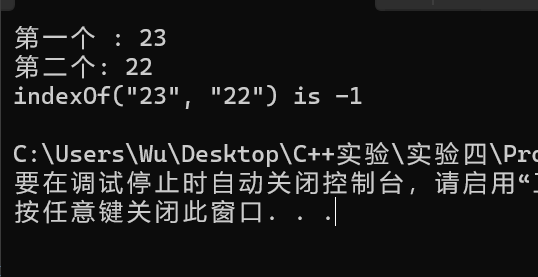 第一个 : 23
第二个: 22
indexOf("23", "22") is -1
C:\Users\Wu\Desktop\C++实验\实验四\Pro
要在调试停止时自动关闭控制台，请启用“
按任意键关闭此窗口. . .